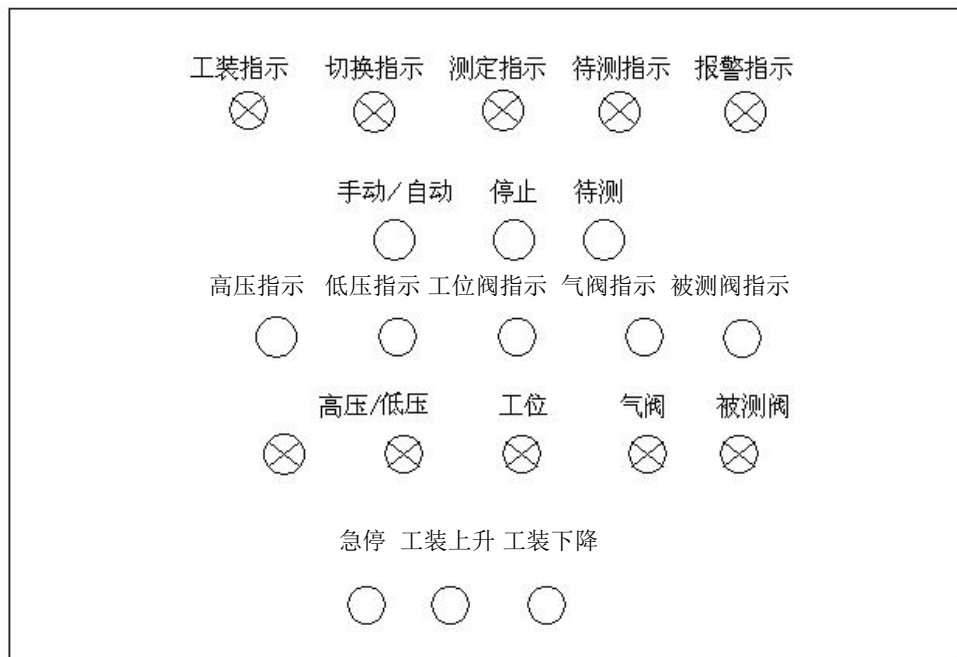 工装指示 切换指示 测定指示 待测指示 报警指示
手动/自动 停止 待测
高压指示 低压指示 工位阀指示 气阀指示 被测阀指示
高压/低压 工位 气阀 被测阀
急停 工装上升 工装下降